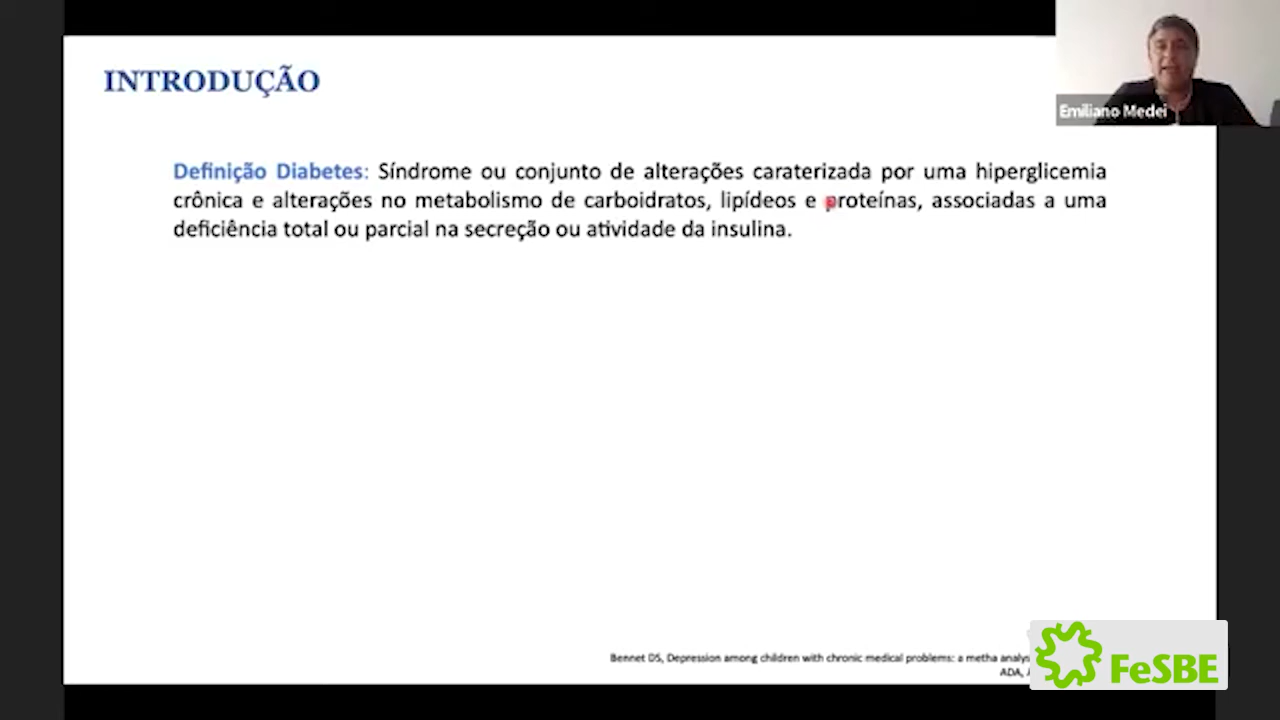 INTRODUÇÃO
Emiliano Medei
Definição Diabetes: Síndrome ou conjunto de alterações caraterizada por uma hiperglicemia
crônica e alterações no metabolismo de carboidratos, lipídeos e proteínas, associadas a uma
deficiência total ou parcial na secreção ou atividade da insulina.
Bennet DS, Depression among children with chronic medical problems: a metha
ADA,
FeSBE